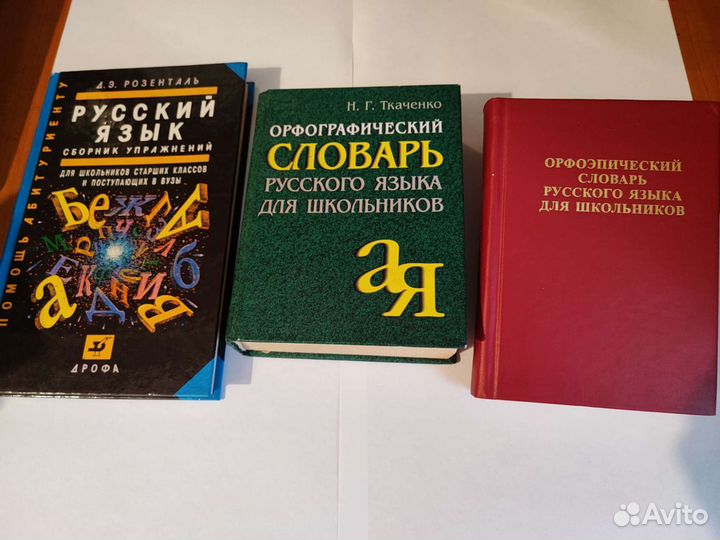 ПОМОЩЬ АБИТУРИЕНТУ
Д.Э. РОЗЕНТАЛЬ
РУССКИЙ
ЯЗЫК
СБОРНИК УПРАЖНЕНИЙ
ДЛЯ ШКОЛЬНИКОВ СТАРШИХ КЛАССОВ
И ПОСТУПАЮЩИХ В ВУЗЫ
ДРОФА
Н. Г. Ткаченко
ОРФОГРАФИЧЕСКИЙ
СЛОВАРЬ
РУССКОГО ЯЗЫКА
ДЛЯ ШКОЛЬНИКОВ
а
Я
ОРФОЭПИЧЕСКИЙ
СЛОВАРЬ
РУССКОГО ЯЗЫКА
ДЛЯ ШКОЛЬНИКОВ
Avito